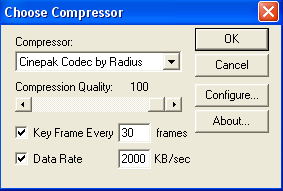 Choose Compressor
Compressor:
OK
Cinepak Codec by Radius
Cancel
Compression Quality: 100
Configure...
Key Frame Every 30 frames
About...
Data Rate 2000 KB/sec